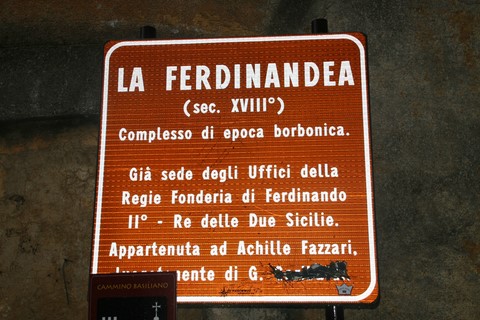 LA FERDINANDEA
(sec. XVIII°)
Complesso di epoca borbonica.
Già sede degli Uffici della
Regie Fonderia di Ferdinando
II° - Re delle Due Sicilie.
Appartenuta ad Achille Fazzari,
di G.
CAMMINO BASILIANO